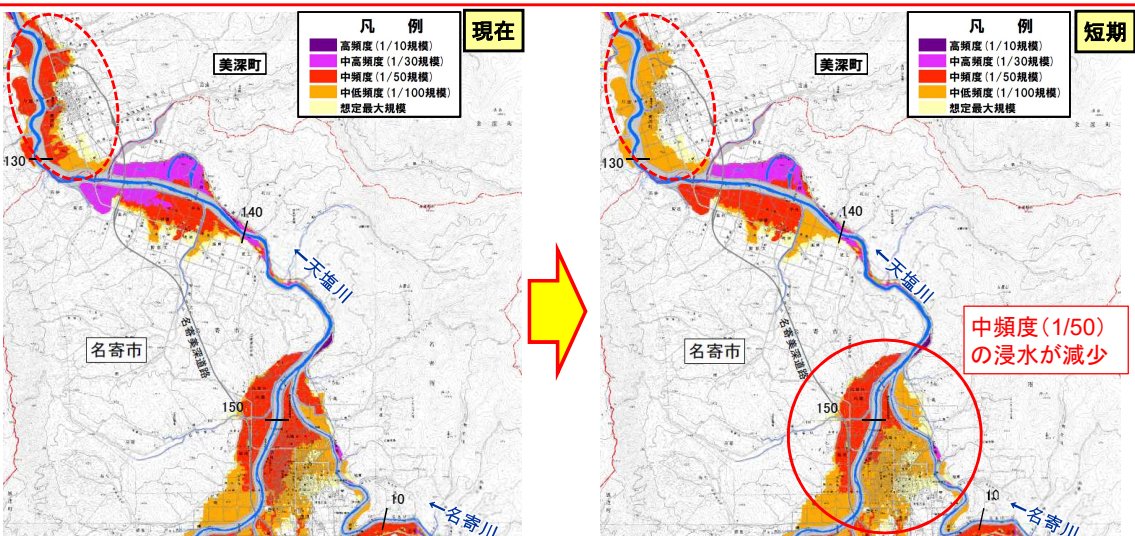 凡 例
高頻度(1/10規模)
中高頻度(1/30規模)
中頻度(1/50規模)
中低頻度(1/100規模)
想定最大規模
現在
美深町
130
140
←天塩川
名寄美深道路
名寄市
150
10
←名寄川
凡 例
高頻度(1/10規模)
中高頻度(1/30規模)
中頻度(1/50規模)
中低頻度(1/100規模)
想定最大規模
短期
美深町
130
140
←天塩川
中頻度(1/50)
の浸水が減少
名寄美深道路
名寄市
150
10
←名寄川